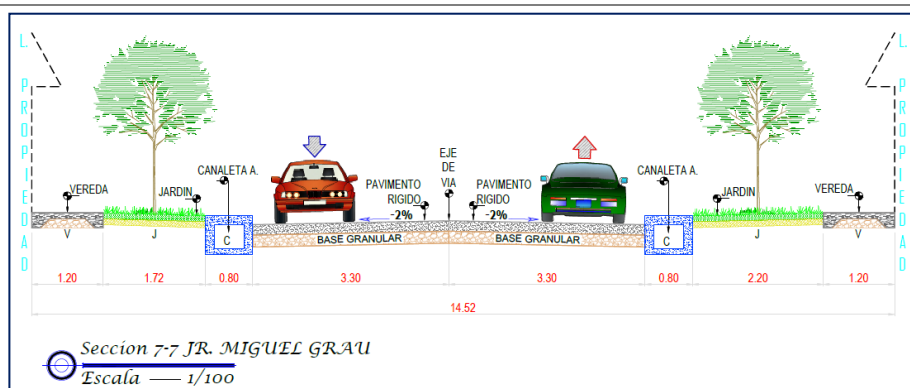 L. PROPIEDAD
L. PROPIEDAD
EJE
DE
VIA
CANALETA A.
CANALETA A.
VEREDA
JARDIN
PAVIMENTO
RIGIDO
-2%
PAVIMENTO
RIGIDO
-2%
JARDIN
VEREDA
V
J
C
BASE GRANULAR
BASE GRANULAR
C
J
V
1.20
1.72
0.80
3.30
3.30
0.80
2.20
1.20
14.52
Seccion 7-7 JR. MIGUEL GRAU
Escala — 1/100